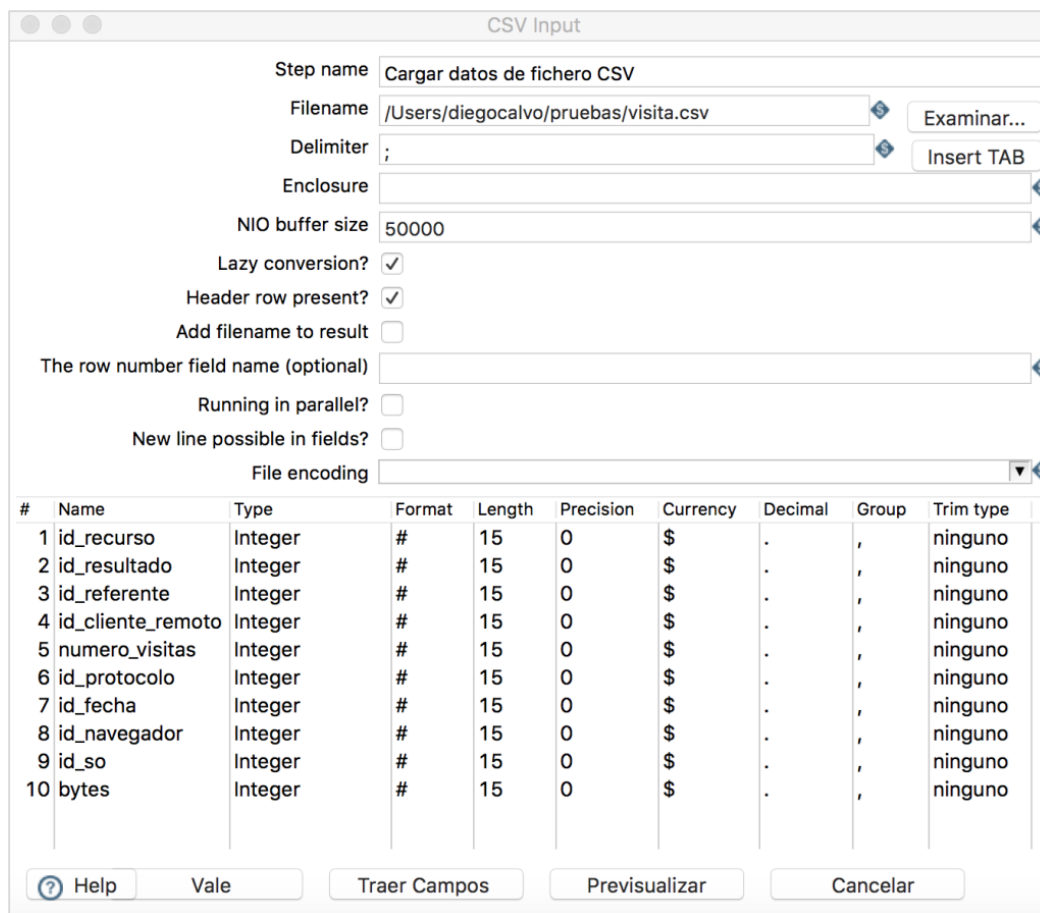 CSV Input
Step name Cargar datos de fichero CSV
Filename /Users/diegocalvo/pruebas/visita.csv Examinar...
Delimiter ; Insert TAB
Enclosure
NIO buffer size 50000
Lazy conversion?
Header row present?
Add filename to result
The row number field name (optional)
Running in parallel?
New line possible in fields?
File encoding
# Name Type Format Length Precision Currency Decimal Group Trim type
1 id_recurso Integer # 15 0 $ . , ninguno
2 id_resultado Integer # 15 0 $ . , ninguno
3 id_referente Integer # 15 0 $ . , ninguno
4 id_cliente_remoto Integer # 15 0 $ . , ninguno
5 numero_visitas Integer # 15 0 $ . , ninguno
6 id_protocolo Integer # 15 0 $ . , ninguno
7 id_fecha Integer # 15 0 $ . , ninguno
8 id_navegador Integer # 15 0 $ . , ninguno
9 id_so Integer # 15 0 $ . , ninguno
10 bytes Integer # 15 0 $ . , ninguno
? Help Vale Traer Campos Previsualizar Cancelar